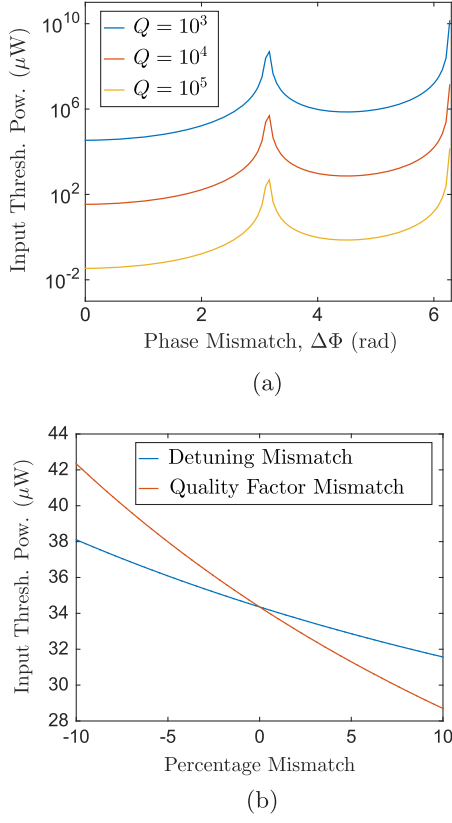 10^10
10^6
10^2
10^-2
Input Thresh. Pow. (μW)
Q = 10^3
Q = 10^4
Q = 10^5
0 2 4 6
Phase Mismatch, ΔΦ (rad)
(a)
44
42
40
38
36
34
32
30
28
Input Thresh. Pow. (μW)
Detuning Mismatch
Quality Factor Mismatch
-10 -5 0 5 10
Percentage Mismatch
(b)